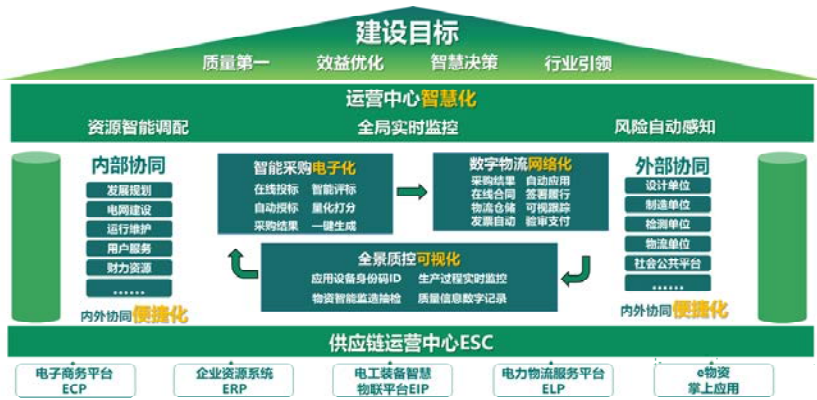 建设目标
质量第一 效益优化 智慧决策 行业引领
运营中心智慧化
资源智能调配 全局实时监控 风险自动感知
内部协同
发展规划
电网建设
运行维护
用户服务
财力资源
......
内外协同便捷化
智能采购电子化
在线投标 智能评标
自动授标 量化打分
采购结果 一键生成
数字物流网络化
采购结果 自动应用
在线合同 签署履行
物流仓储 可视跟踪
发票自动 验审支付
全景质控可视化
应用设备身份码ID 生产过程实时监控
物资智能监造抽检 质量信息数字记录
外部协同
设计单位
制造单位
检测单位
物流单位
社会公共平台
......
内外协同便捷化
供应链运营中心ESC
电子商务平台
ECP
企业资源系统
ERP
电工装备智慧
物联平台EIP
电力物流服务平台
ELP
e物资
掌上应用